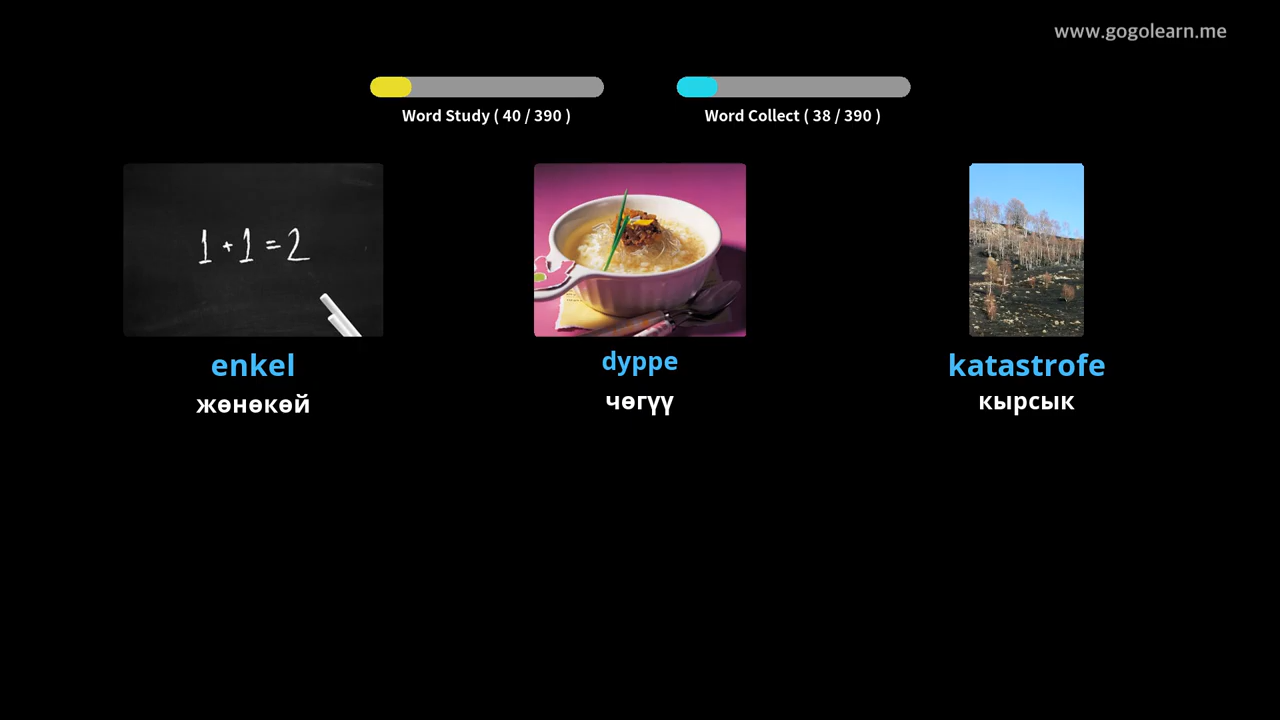 www.gogolearn.me
Word Study ( 40 / 390 )
Word Collect ( 38 / 390 )
1 + 1 = 2
enkel
dyppe
katastrofe
жөнөкөй
чөгүү
кырсык